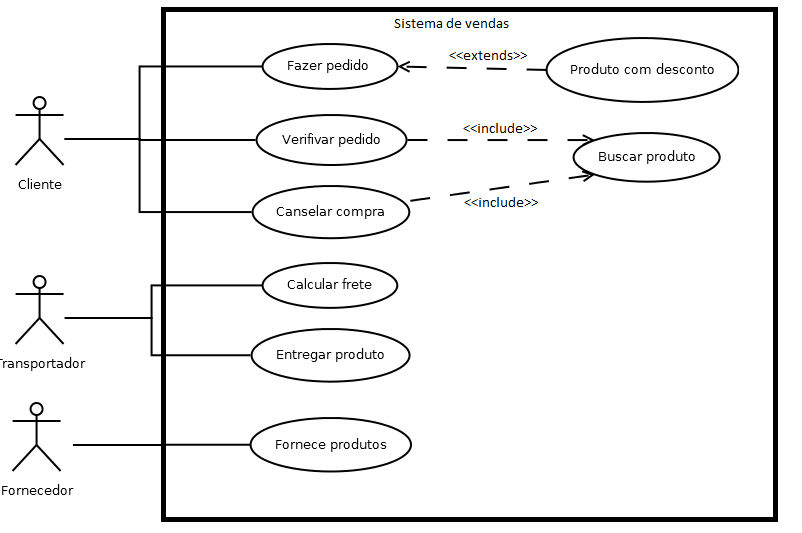 Sistema de vendas
Fazer pedido
<<extends>>
Produto com desconto
Verifivar pedido
<<include>>
Buscar produto
Cliente
Canselar compra
<<include>>
Calcular frete
Transportador
Entregar produto
Fornece produtos
Fornecedor